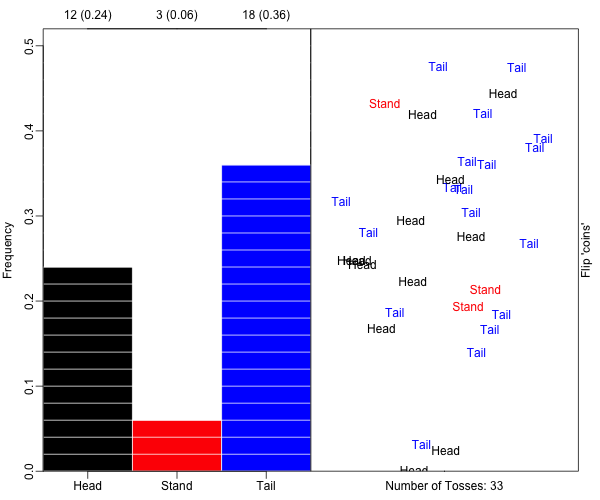 12 (0.24) 3 (0.06) 18 (0.36)
Frequency
0.5
0.4
0.3
0.2
0.1
0.0
Head Stand Tail
Tail Tail
Head
Stand
Head Tail
Tail
Tail
Tail Tail
Head
Tail Tail
Tail
Tail
Head
Tail Head
Tail
Head Head
Head
Head
Stand
Stand
Tail Tail
Head Tail
Tail
Tail Head
Head
Number of Tosses: 33
Flip 'coins'